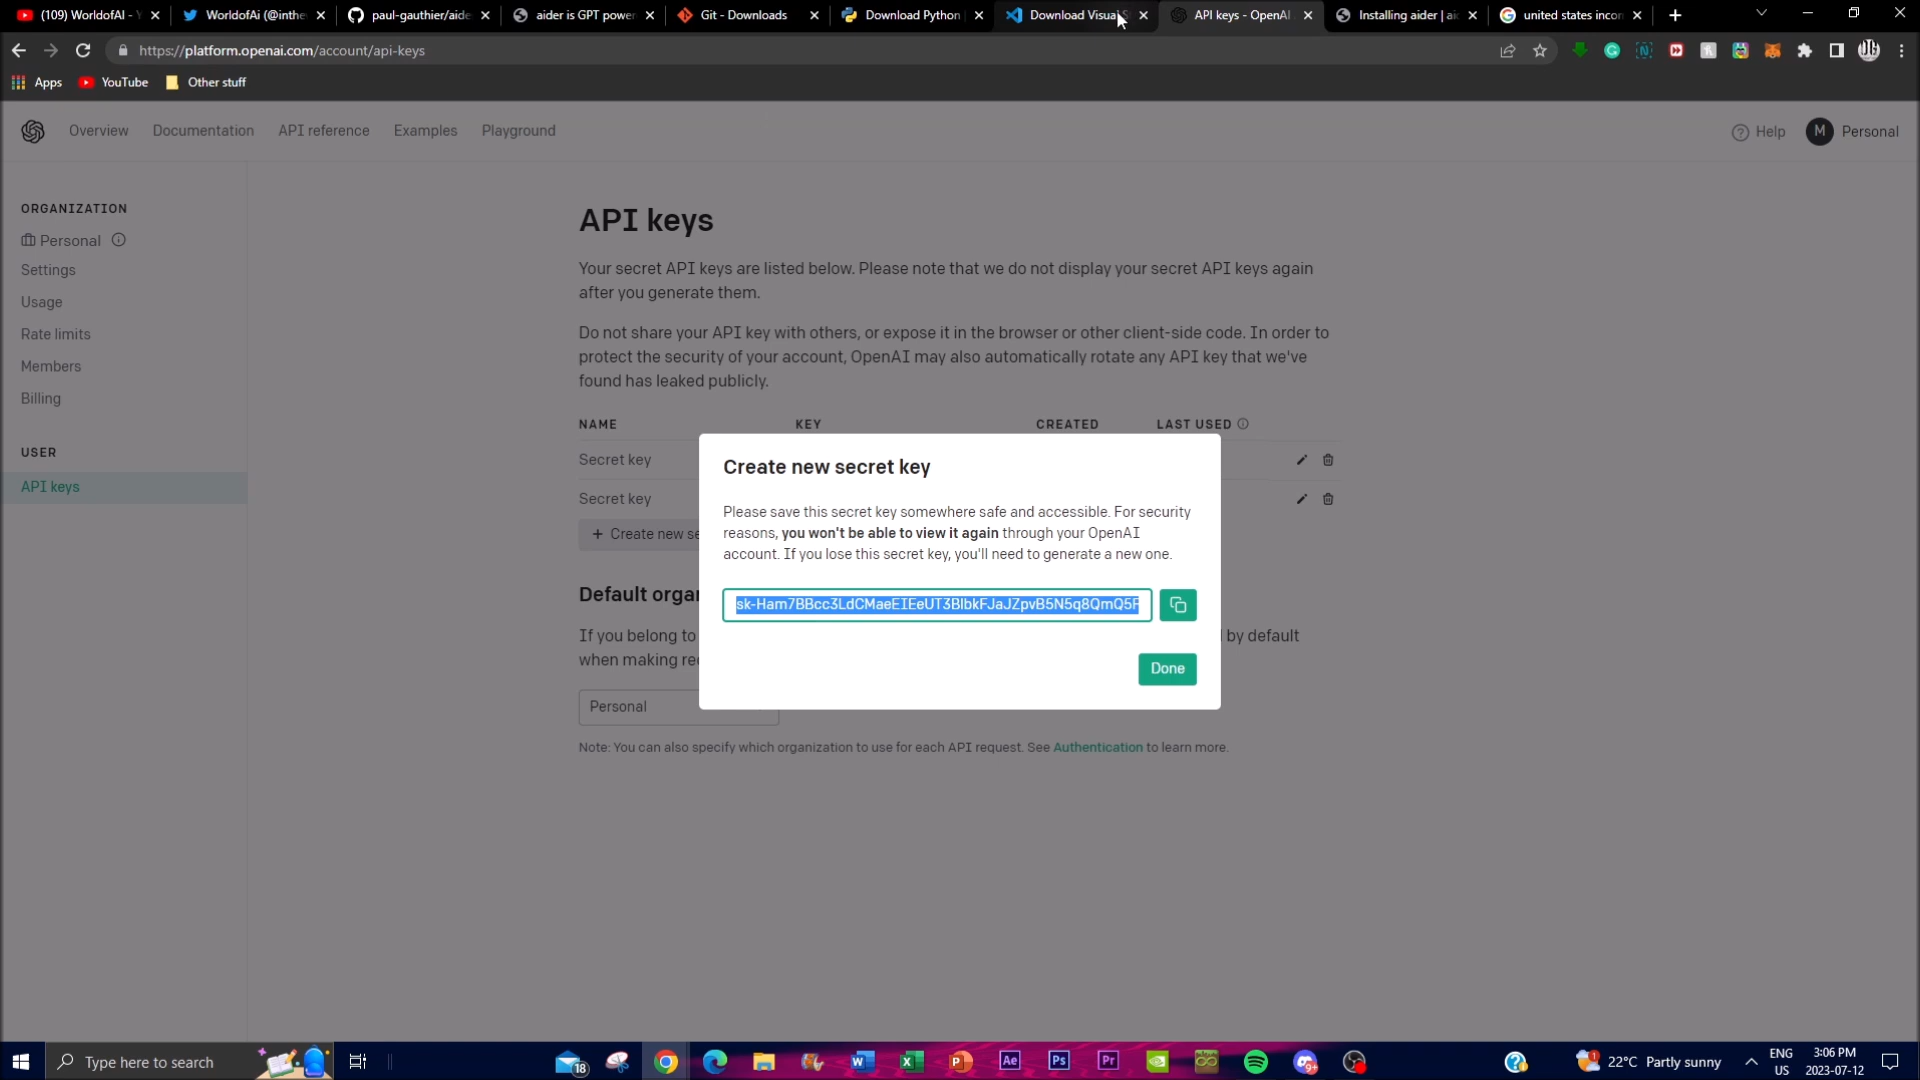 (109) WorldofAI - Y
WorldofAi (@inthe
paul-gauthier/aide
aider is GPT power
Git - Downloads
Download Python
Download Visual S
API keys - OpenAI
Installing aider | ai
united states incon
https://platform.openai.com/account/api-keys
Apps
YouTube
Other stuff
Overview
Documentation
API reference
Examples
Playground
Help
M
Personal
ORGANIZATION
Personal
Settings
Usage
Rate limits
Members
Billing
USER
API keys
API keys
Your secret API keys are listed below. Please note that we do not display your secret API keys again
after you generate them.
Do not share your API key with others, or expose it in the browser or other client-side code. In order to
protect the security of your account, OpenAI may also automatically rotate any API key that we've
found has leaked publicly.
NAME KEY CREATED LAST USED
Secret key
Secret key
+ Create new se
Default orgar
If you belong to
by default
when making re
Personal
Note: You can also specify which organization to use for each API request. See Authentication to learn more.
Create new secret key
Please save this secret key somewhere safe and accessible. For security
reasons, you won't be able to view it again through your OpenAI
account. If you lose this secret key, you'll need to generate a new one.
sk-Ham7BBcc3LdCMaeEIEeUT3BlbkFJaJZpvB5N5q8QmQ5F
Done
Type here to search
18
Ae
Ps
Pr
9+
1
22°C Partly sunny
ENG
US
3:06 PM
2023-07-12